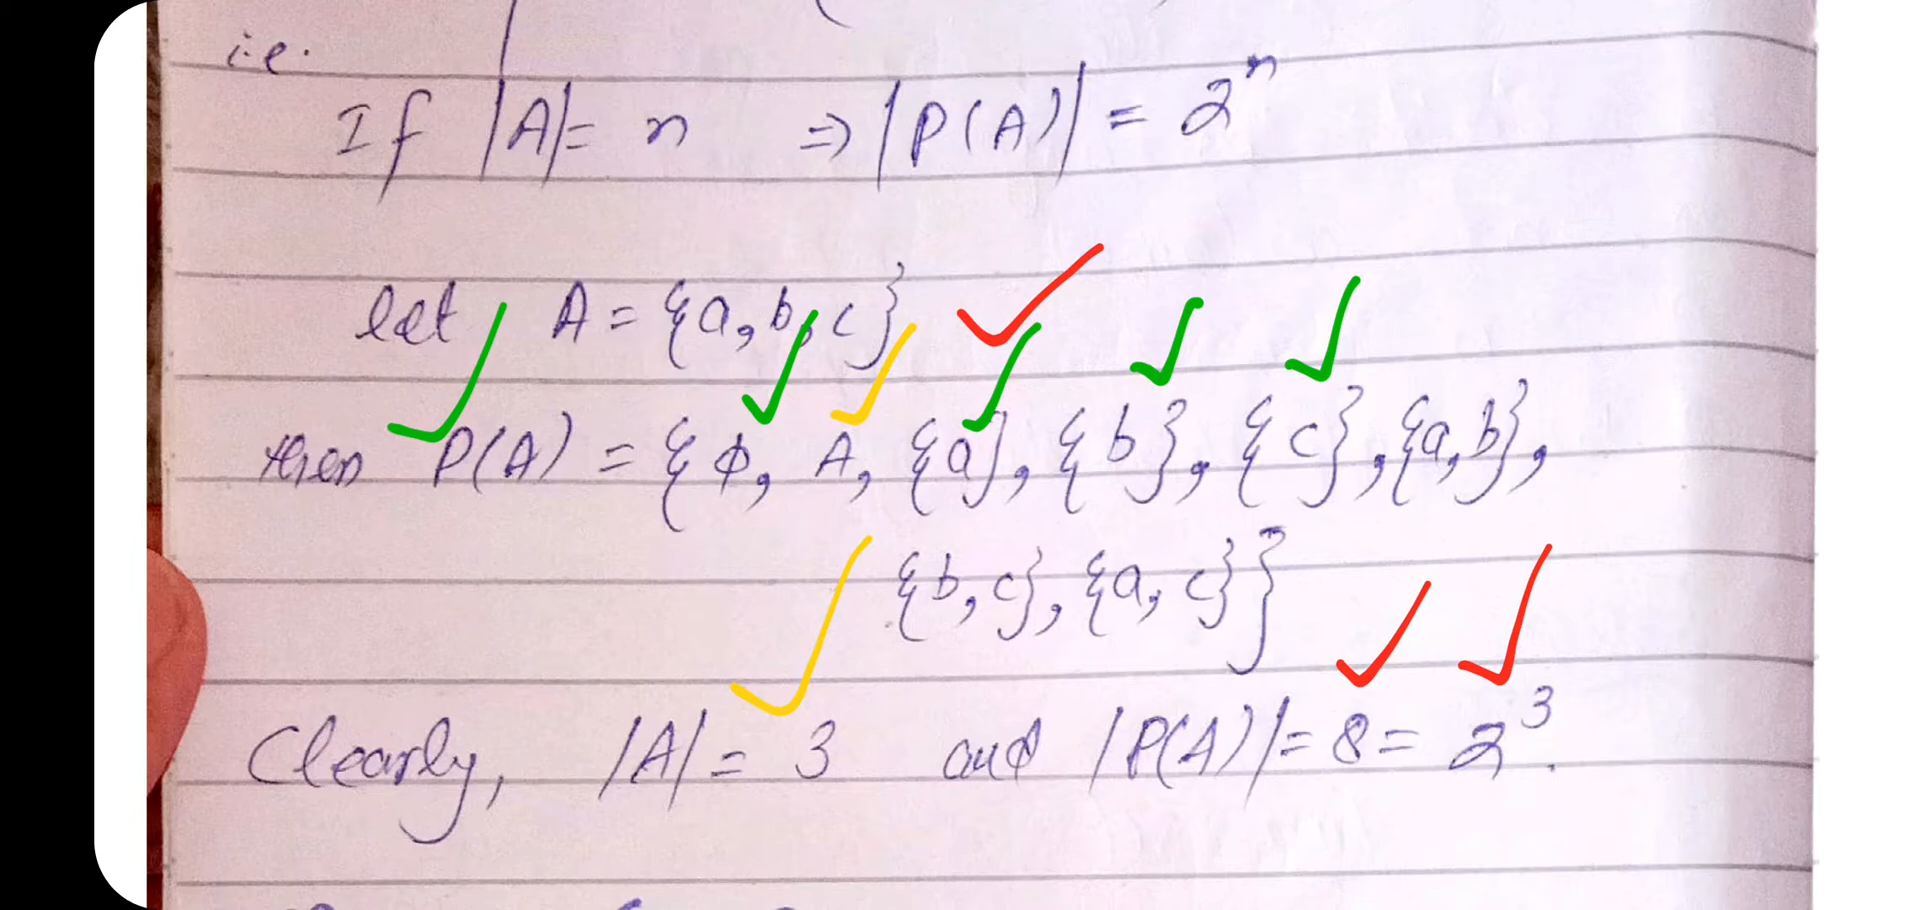 i.e.
If |A| = n ⇒ |P(A)| = 2ⁿ
let A = {a, b, c}
then P(A) = {ϕ, A, {a}, {b}, {c}, {a, b},
{b, c}, {a, c}}
Clearly, |A| = 3 and |P(A)| = 8 = 2³.